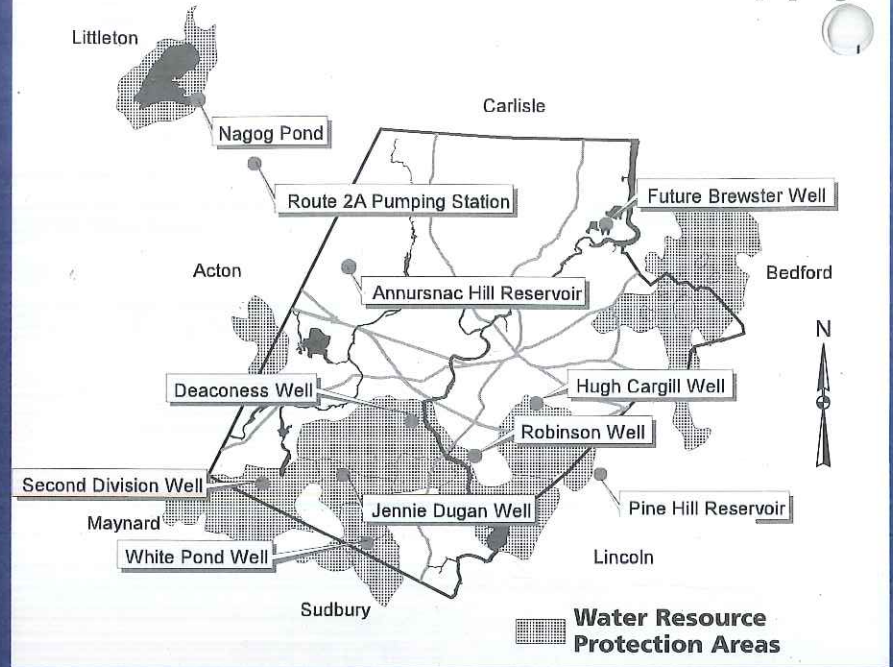 Littleton
Nagog Pond
Carlisle
Route 2A Pumping Station
Future Brewster Well
Acton
Annursnac Hill Reservoir
Bedford
N
Deaconess Well
Hugh Cargill Well
Robinson Well
Second Division Well
Jennie Dugan Well
Pine Hill Reservoir
Maynard
White Pond Well
Lincoln
Sudbury
Water Resource
Protection Areas